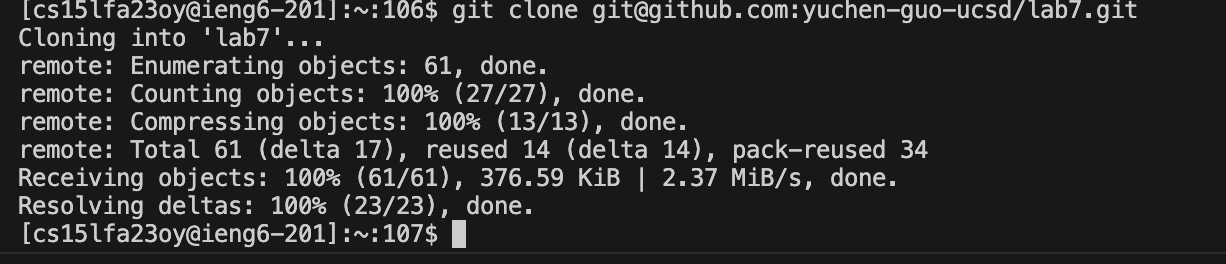 [cs15lfa23oy@ieng6-201]:~:106$ git clone git@github.com:yuchen-guo-ucsd/lab7.git
Cloning into 'lab7'...
remote: Enumerating objects: 61, done.
remote: Counting objects: 100% (27/27), done.
remote: Compressing objects: 100% (13/13), done.
remote: Total 61 (delta 17), reused 14 (delta 14), pack-reused 34
Receiving objects: 100% (61/61), 376.59 KiB | 2.37 MiB/s, done.
Resolving deltas: 100% (23/23), done.
[cs15lfa23oy@ieng6-201]:~:107$